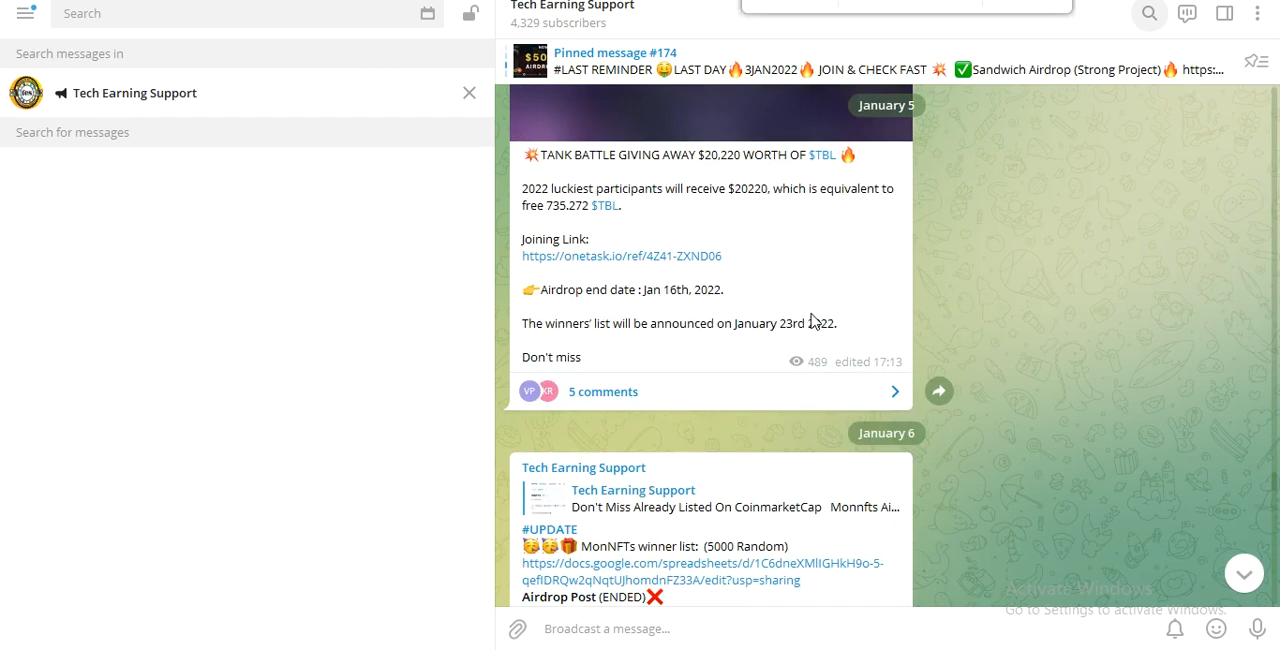 Search
Search messages in
Tech Earning Support
Search for messages
Tech Earning Support
4,329 subscribers
Pinned message #174
#LAST REMINDER 🤑LAST DAY🔥3JAN2022🔥 JOIN & CHECK FAST 💥 ✅Sandwich Airdrop (Strong Project)🔥 https:...
January 5
💥TANK BATTLE GIVING AWAY $20,220 WORTH OF $TBL 🔥
2022 luckiest participants will receive $20220, which is equivalent to
free 735.272 $TBL.
Joining Link:
https://onetask.io/ref/4Z41-ZXND06
👉Airdrop end date : Jan 16th, 2022.
The winners' list will be announced on January 23rd 2022.
Don't miss
489 edited 17:13
VP KR 5 comments
January 6
Tech Earning Support
Tech Earning Support
Don't Miss Already Listed On CoinmarketCap Monnfts Ai...
#UPDATE
🥳🥳🎁 MonNFTs winner list: (5000 Random)
https://docs.google.com/spreadsheets/d/1C6dneXMlIGHkH9o-5-
qefIDRQw2qNqtUJhomdnFZ33A/edit?usp=sharing
Airdrop Post (ENDED)❌
Activate Windows
Go to Settings to activate Windows.
Broadcast a message...